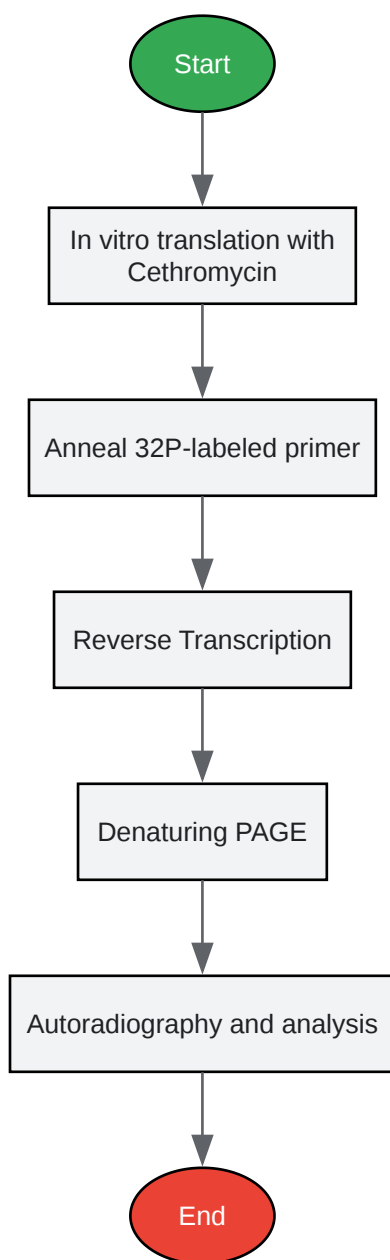 Start
In vitro translation with
Cethromycin
Anneal 32P-labeled primer
Reverse Transcription
Denaturing PAGE
Autoradiography and analysis
End